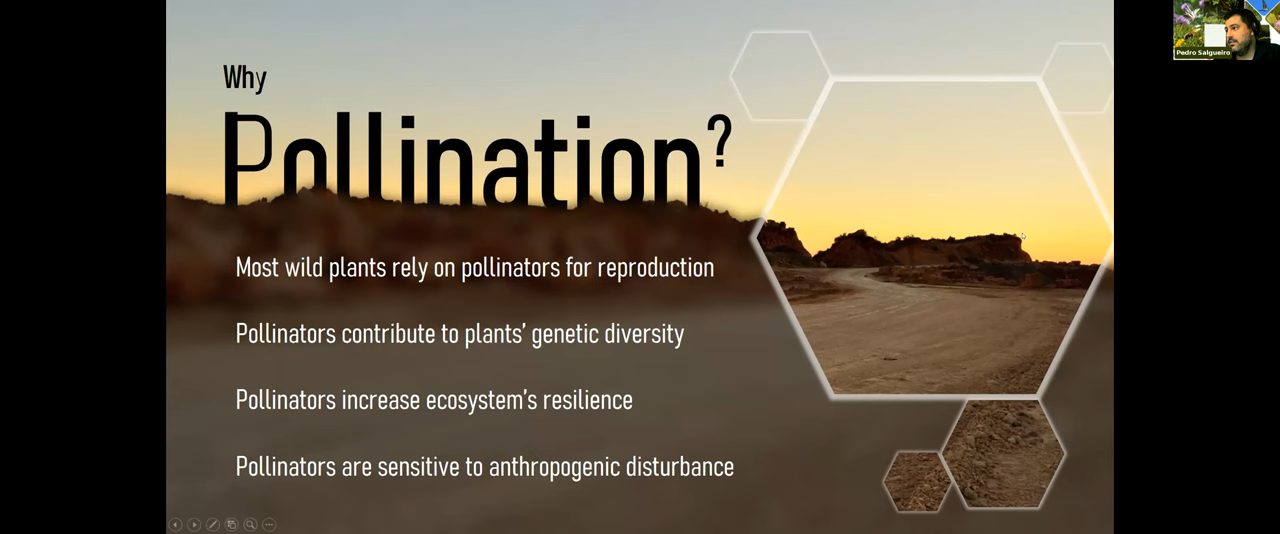 Why
Pollination?
Most wild plants rely on pollinators for reproduction
Pollinators contribute to plants' genetic diversity
Pollinators increase ecosystem's resilience
Pollinators are sensitive to anthropogenic disturbance
Pedro Salgueiro